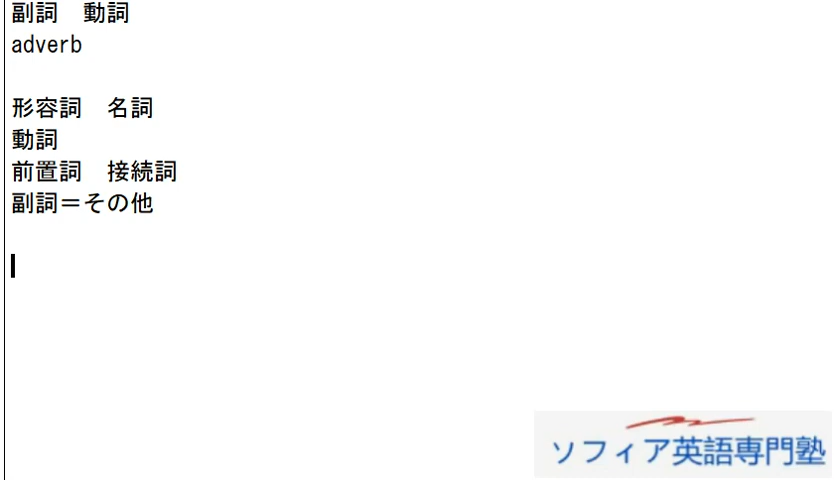 副詞　動詞
adverb
形容詞　名詞
動詞
前置詞　接続詞
副詞＝その他
ソフィア英語専門塾